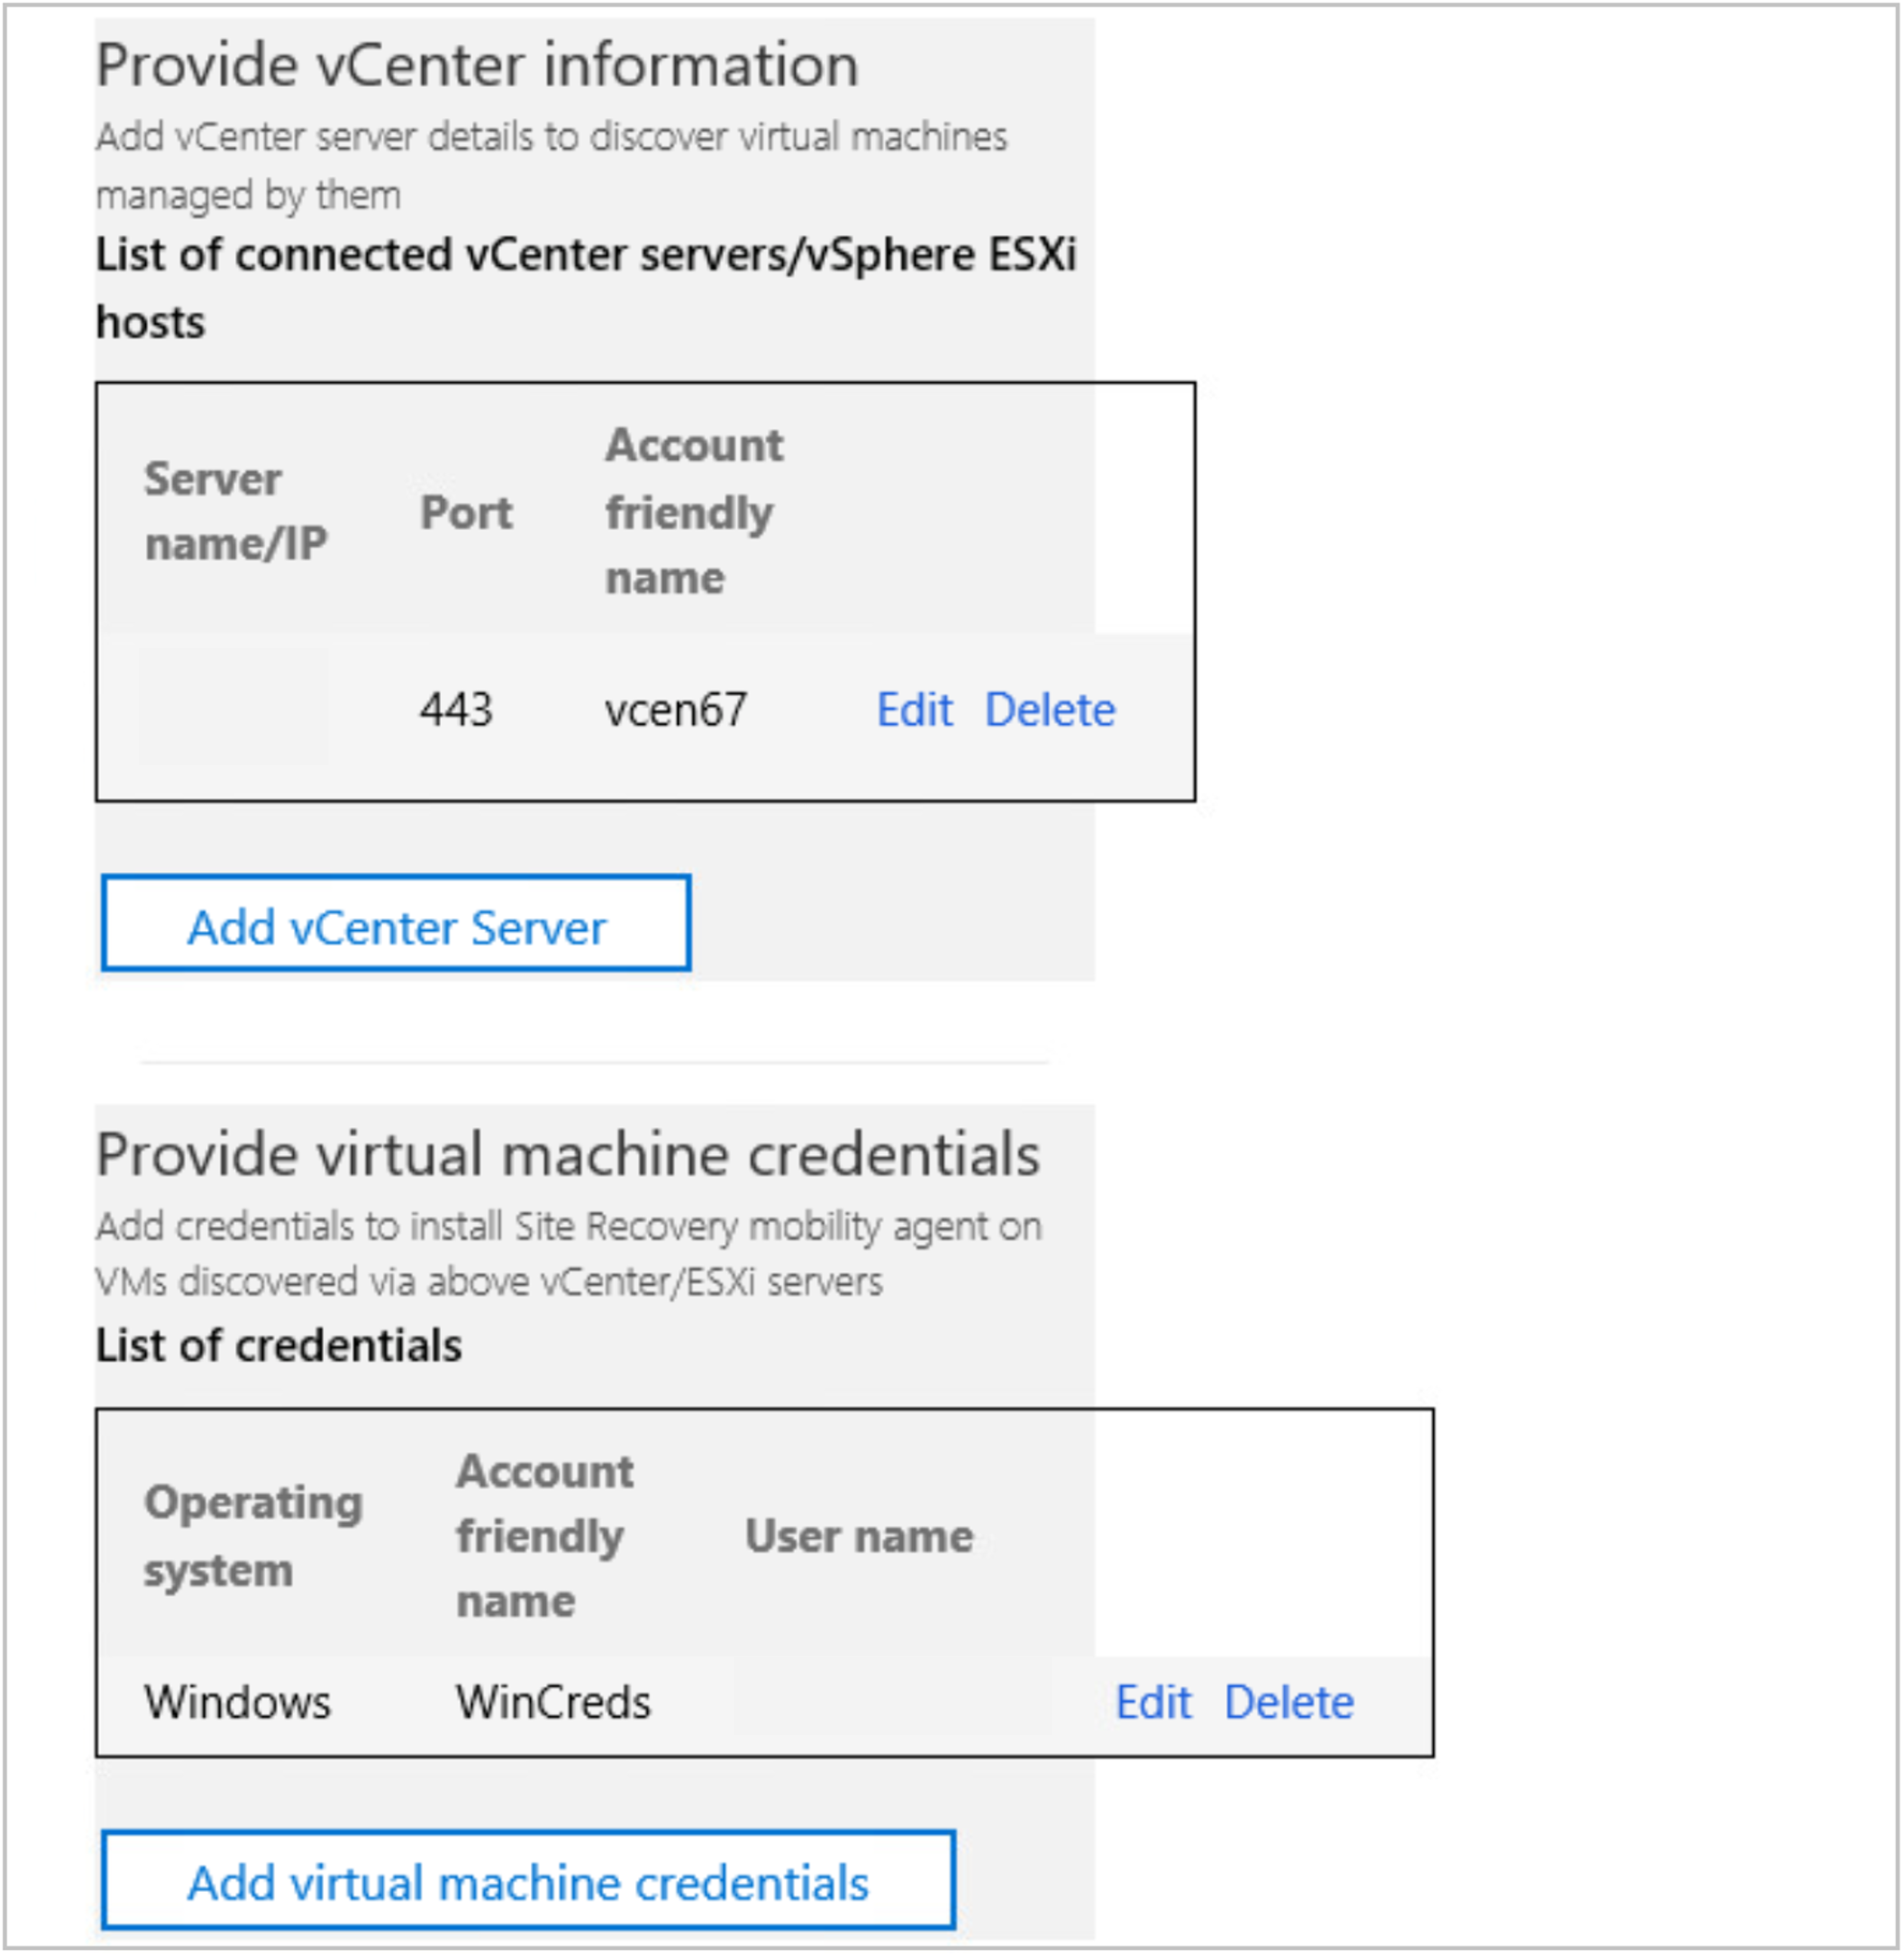 Provide vCenter information
Add vCenter server details to discover virtual machines
managed by them
List of connected vCenter servers/vSphere ESXi
hosts
Server
name/IP
Port
Account
friendly
name
443 vcen67 Edit Delete
Add vCenter Server
Provide virtual machine credentials
Add credentials to install Site Recovery mobility agent on
VMs discovered via above vCenter/ESXi servers
List of credentials
Operating
system
Account
friendly
name
User name
Windows WinCreds Edit Delete
Add virtual machine credentials